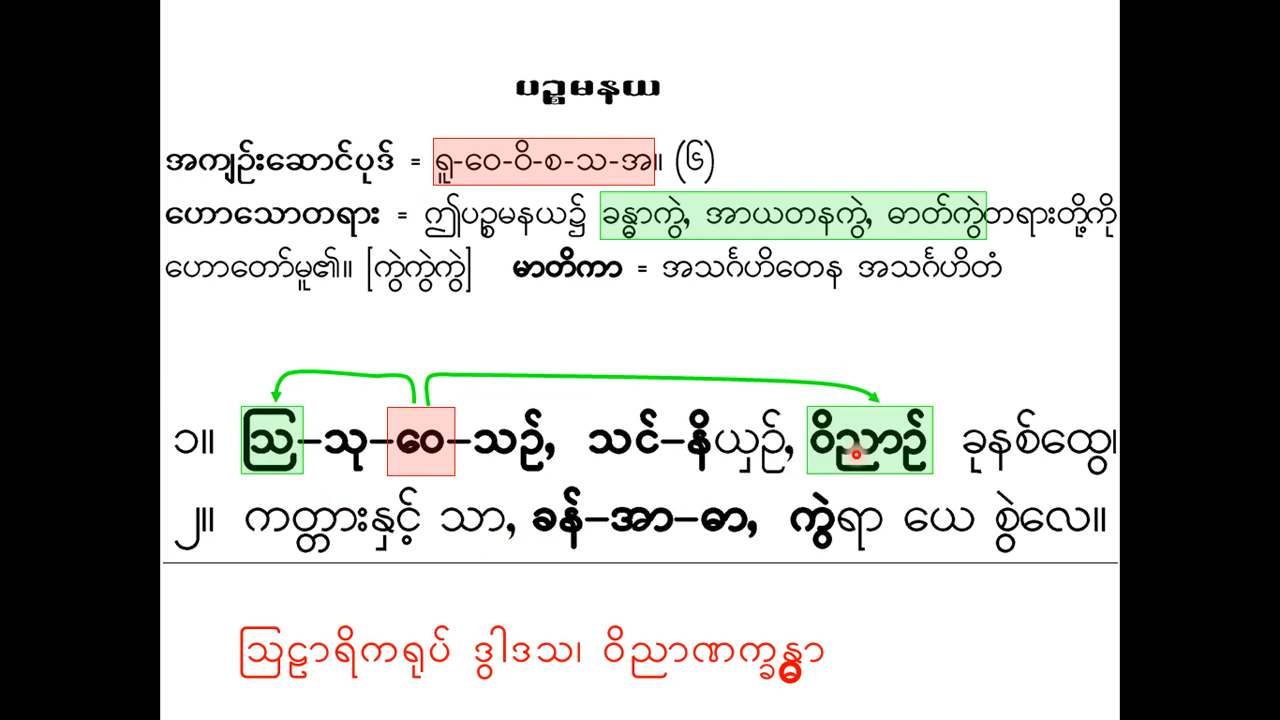 ပဉ္စမနယ
အကျဉ်းဆောင်ပုဒ် = ရူ-ဝေ-ဝိ-စ-သ-အ။ (၆)
ဟောသောတရား = ဤပဉ္စမနယ၌ ခန္ဓာကွဲ, အာယတနကွဲ, ဓာတ်ကွဲတရားတို့ကို
ဟောတော်မူ၏။ [ကွဲကွဲကွဲ] မာတိကာ = အသင်္ဂဟိတေန အသင်္ဂဟိတံ
၁။ ဩ–သု–ဝေ–သဉ်, သင်–နိယှဉ်, ဝိညာဉ် ခုနစ်ထွေ၊
၂။ ကတ္တားနှင့် သာ, ခန်–အာ–ဓာ, ကွဲရာ ယေ စွဲလေ။
ဩဠာရိကရုပ် ဒွါဒသ၊ ဝိညာဏက္ခန္ဓာ